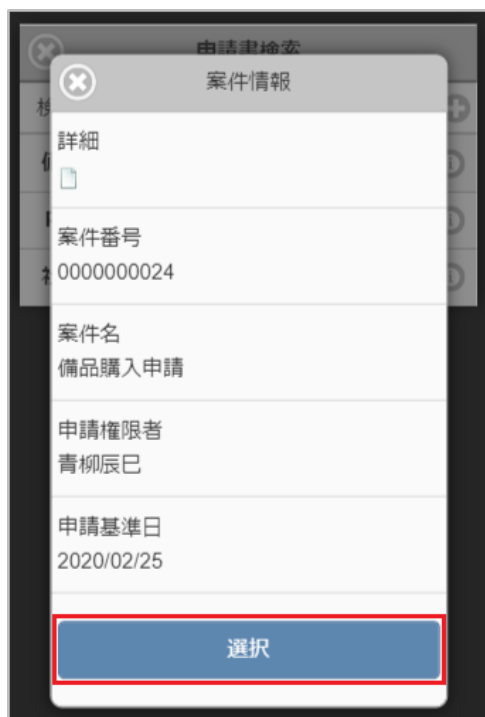 申請書検索
案件情報
詳細
案件番号
0000000024
案件名
備品購入申請
申請権限者
青柳辰巳
申請基準日
2020/02/25
選択